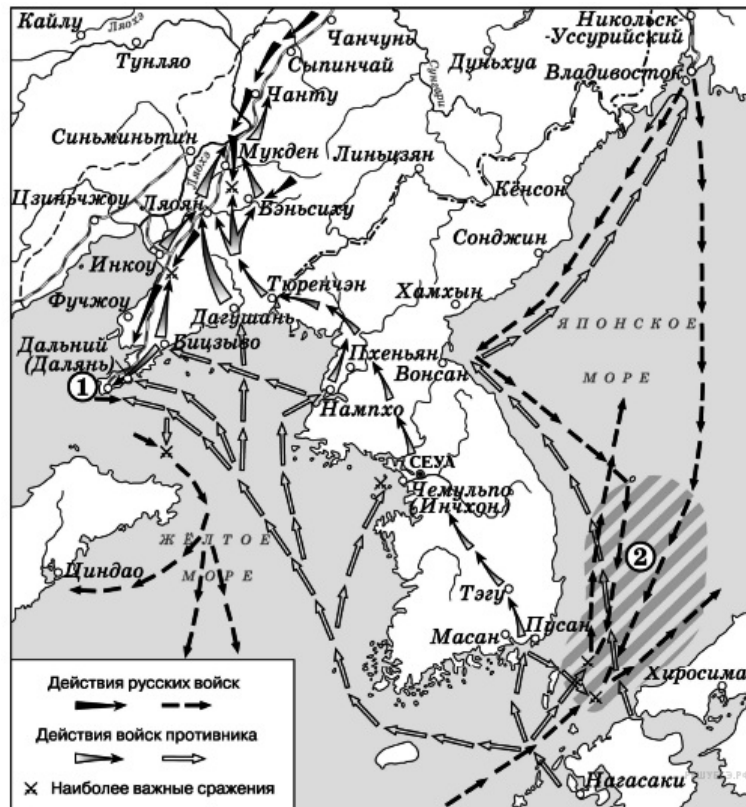 Кайлу
Ляохэ
Тунляо
Чанчунь
Сыпинчай
Чанту
Сунгари
Дуньхуа
Никольск-
-Уссурийский
Владивосток
Синьминьтин
Ляохэ
Мукден
Линьцзян
Кёнсон
Цзиньчжоу
Ляоян
Бэньсиху
Сонджин
Инкоу
Тюренчэн
Хамхын
Фучжоу
Дагушань
ЯПОНСКОЕ
МОРЕ
Дальний
(Далянь)
Бицзыво
Пхеньян
Вонсан
1
Нампхо
СЕУЛ
Чемульпо
(Инчхон)
2
ЖЁЛТОЕ
МОРЕ
Циндао
Тэгу
Масан
Пусан
Хиросима
Нагасаки
Действия русских войск
Действия войск противника
Наиболее важные сражения